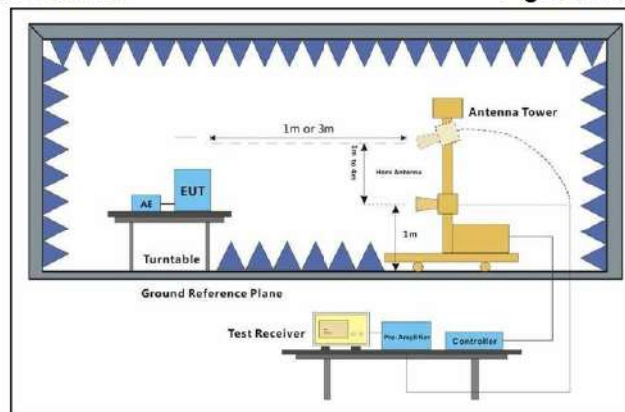 Antenna Tower
1m or 3m
1m to 4m
Horn Antenna
EUT
AE
1m
Turntable
Ground Reference Plane
Test Receiver
Pre-Amplifier
Controller